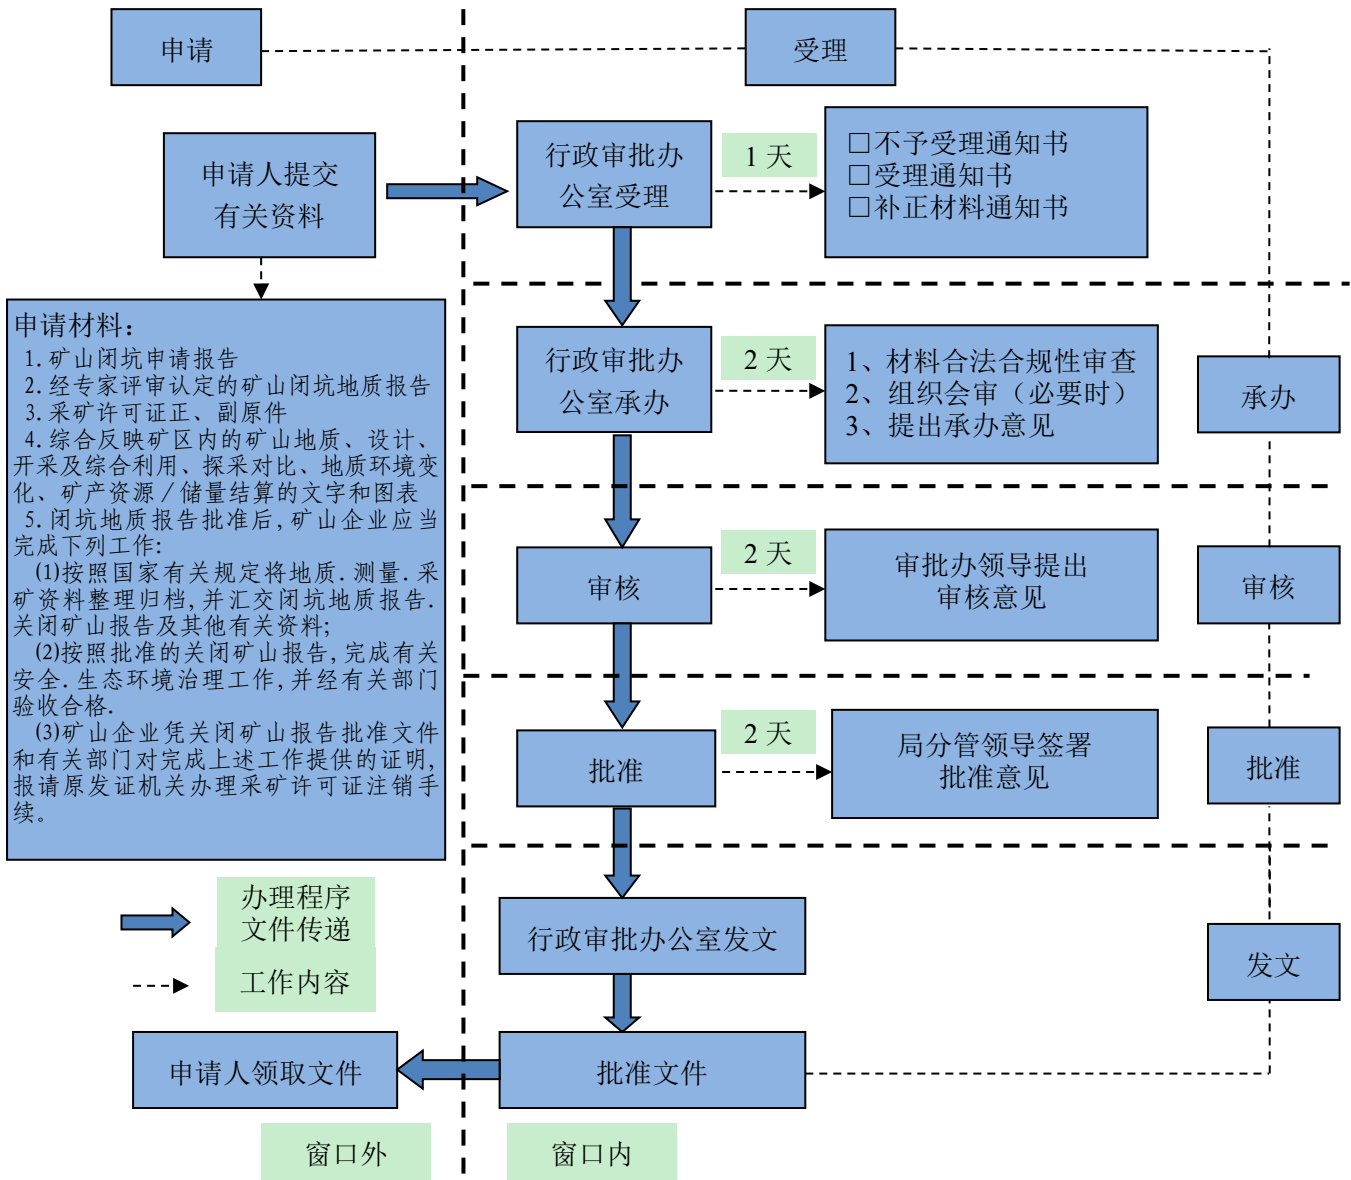 申请
受理
申请人提交
有关资料
行政审批办
公室受理
1 天
□不予受理通知书
□受理通知书
□补正材料通知书
申请材料：
1. 矿山闭坑申请报告
2. 经专家评审认定的矿山闭坑地质报告
3. 采矿许可证正、副原件
4. 综合反映矿区内的矿山地质、设计、
开采及综合利用、探采对比、地质环境变
化、矿产资源／储量结算的文字和图表
5. 闭坑地质报告批准后, 矿山企业应当
完成下列工作:
⑴按照国家有关规定将地质. 测量. 采
矿资料整理归档, 并汇交闭坑地质报告.
关闭矿山报告及其他有关资料;
⑵按照批准的关闭矿山报告, 完成有关
安全. 生态环境治理工作, 并经有关部门
验收合格.
⑶矿山企业凭关闭矿山报告批准文件
和有关部门对完成上述工作提供的证明,
报请原发证机关办理采矿许可证注销手
续。
行政审批办
公室承办
2 天
1、材料合法合规性审查
2、组织会审（必要时）
3、提出承办意见
承办
审核
2 天
审批办领导提出
审核意见
审核
批准
2 天
局分管领导签署
批准意见
批准
办理程序
文件传递
工作内容
行政审批办公室发文
发文
申请人领取文件
批准文件
窗口外
窗口内